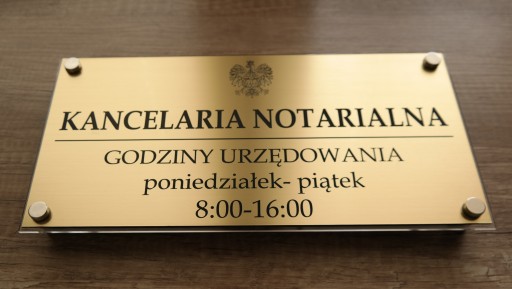 KANCELARIA NOTARIALNA
GODZINY URZĘDOWANIA
poniedziałek- piątek
8:00-16:00